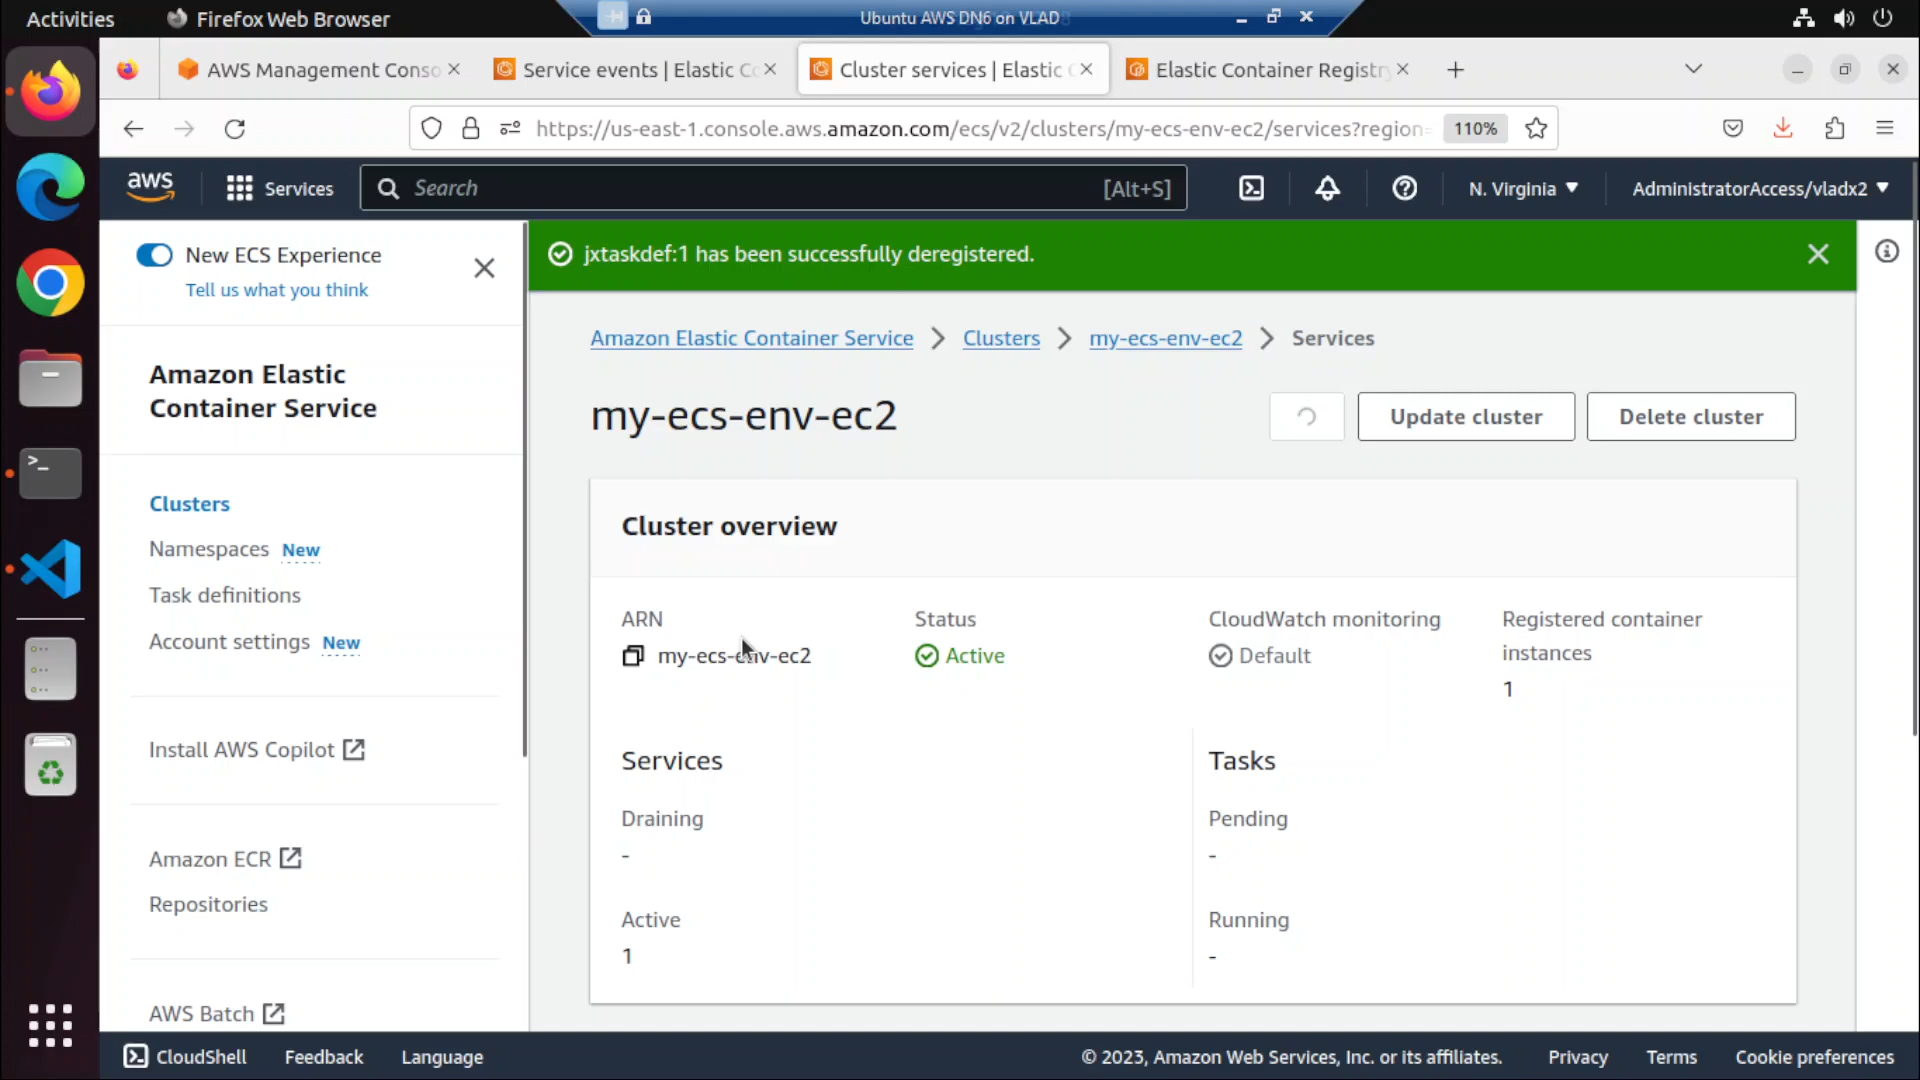 Activities
Firefox Web Browser
Ubuntu AWS DN6 on VLAD
AWS Management Conso
Service events | Elastic Co
Cluster services | Elastic
Elastic Container Registr
https://us-east-1.console.aws.amazon.com/ecs/v2/clusters/my-ecs-env-ec2/services?region=
110%
aws
Services
Search
[Alt+S]
N. Virginia
AdministratorAccess/vladx2
New ECS Experience
Tell us what you think
jxtaskdef:1 has been successfully deregistered.
Amazon Elastic Container Service
Clusters
my-ecs-env-ec2
Services
Amazon Elastic
Container Service
my-ecs-env-ec2
Update cluster
Delete cluster
Clusters
Namespaces New
Task definitions
Account settings New
Install AWS Copilot
Amazon ECR
Repositories
AWS Batch
Cluster overview
ARN
my-ecs-env-ec2
Status
Active
CloudWatch monitoring
Default
Registered container
instances
1
Services
Draining
-
Active
1
Tasks
Pending
-
Running
-
CloudShell
Feedback
Language
© 2023, Amazon Web Services, Inc. or its affiliates.
Privacy
Terms
Cookie preferences